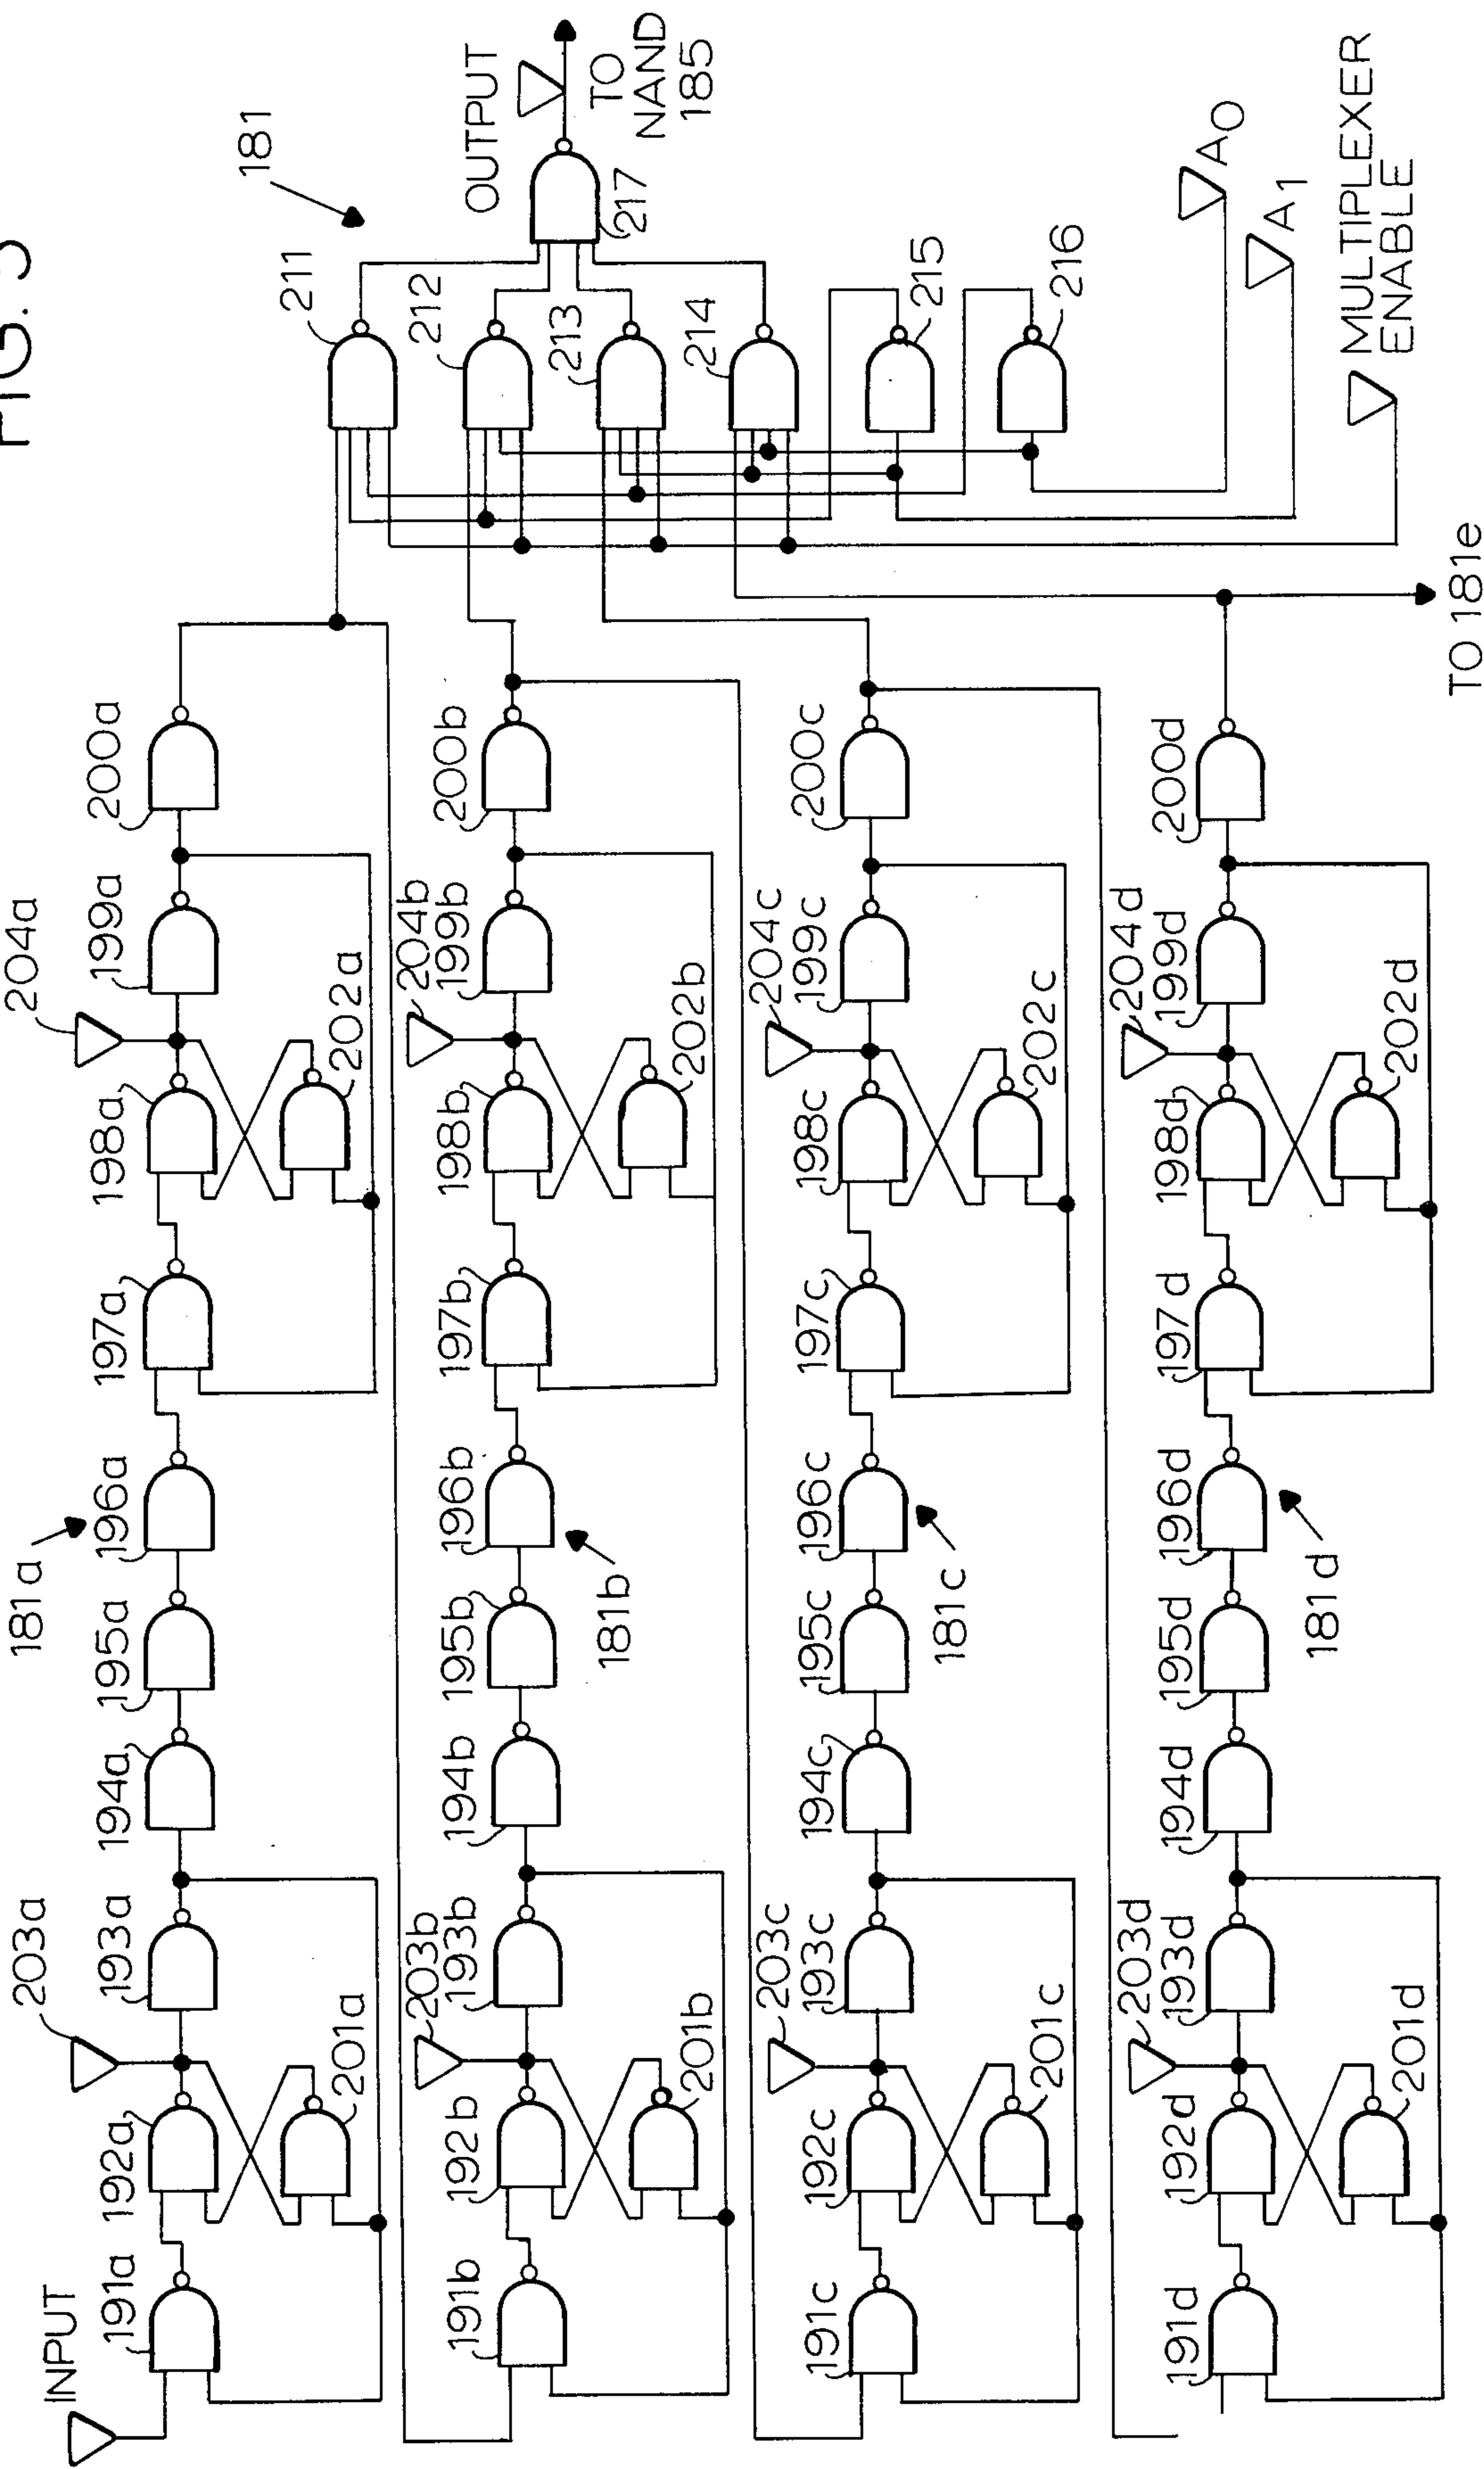 FIG. 5
INPUT
191a
192a
203a
193a
201a
194a
195a
181a
196a
197a
198a
204a
199a
202a
200a
191b
192b
203b
193b
201b
194b
195b
181b
196b
197b
198b
204b
199b
202b
200b
191c
192c
203c
193c
201c
194c
195c
181c
196c
197c
198c
204c
199c
202c
200c
191d
192d
203d
193d
201d
194d
195d
181d
196d
197d
198d
204d
199d
202d
200d
211
212
213
214
215
216
217
181
OUTPUT
TO
NAND
185
A0
A1
MULTIPLEXER
ENABLE
TO 181e